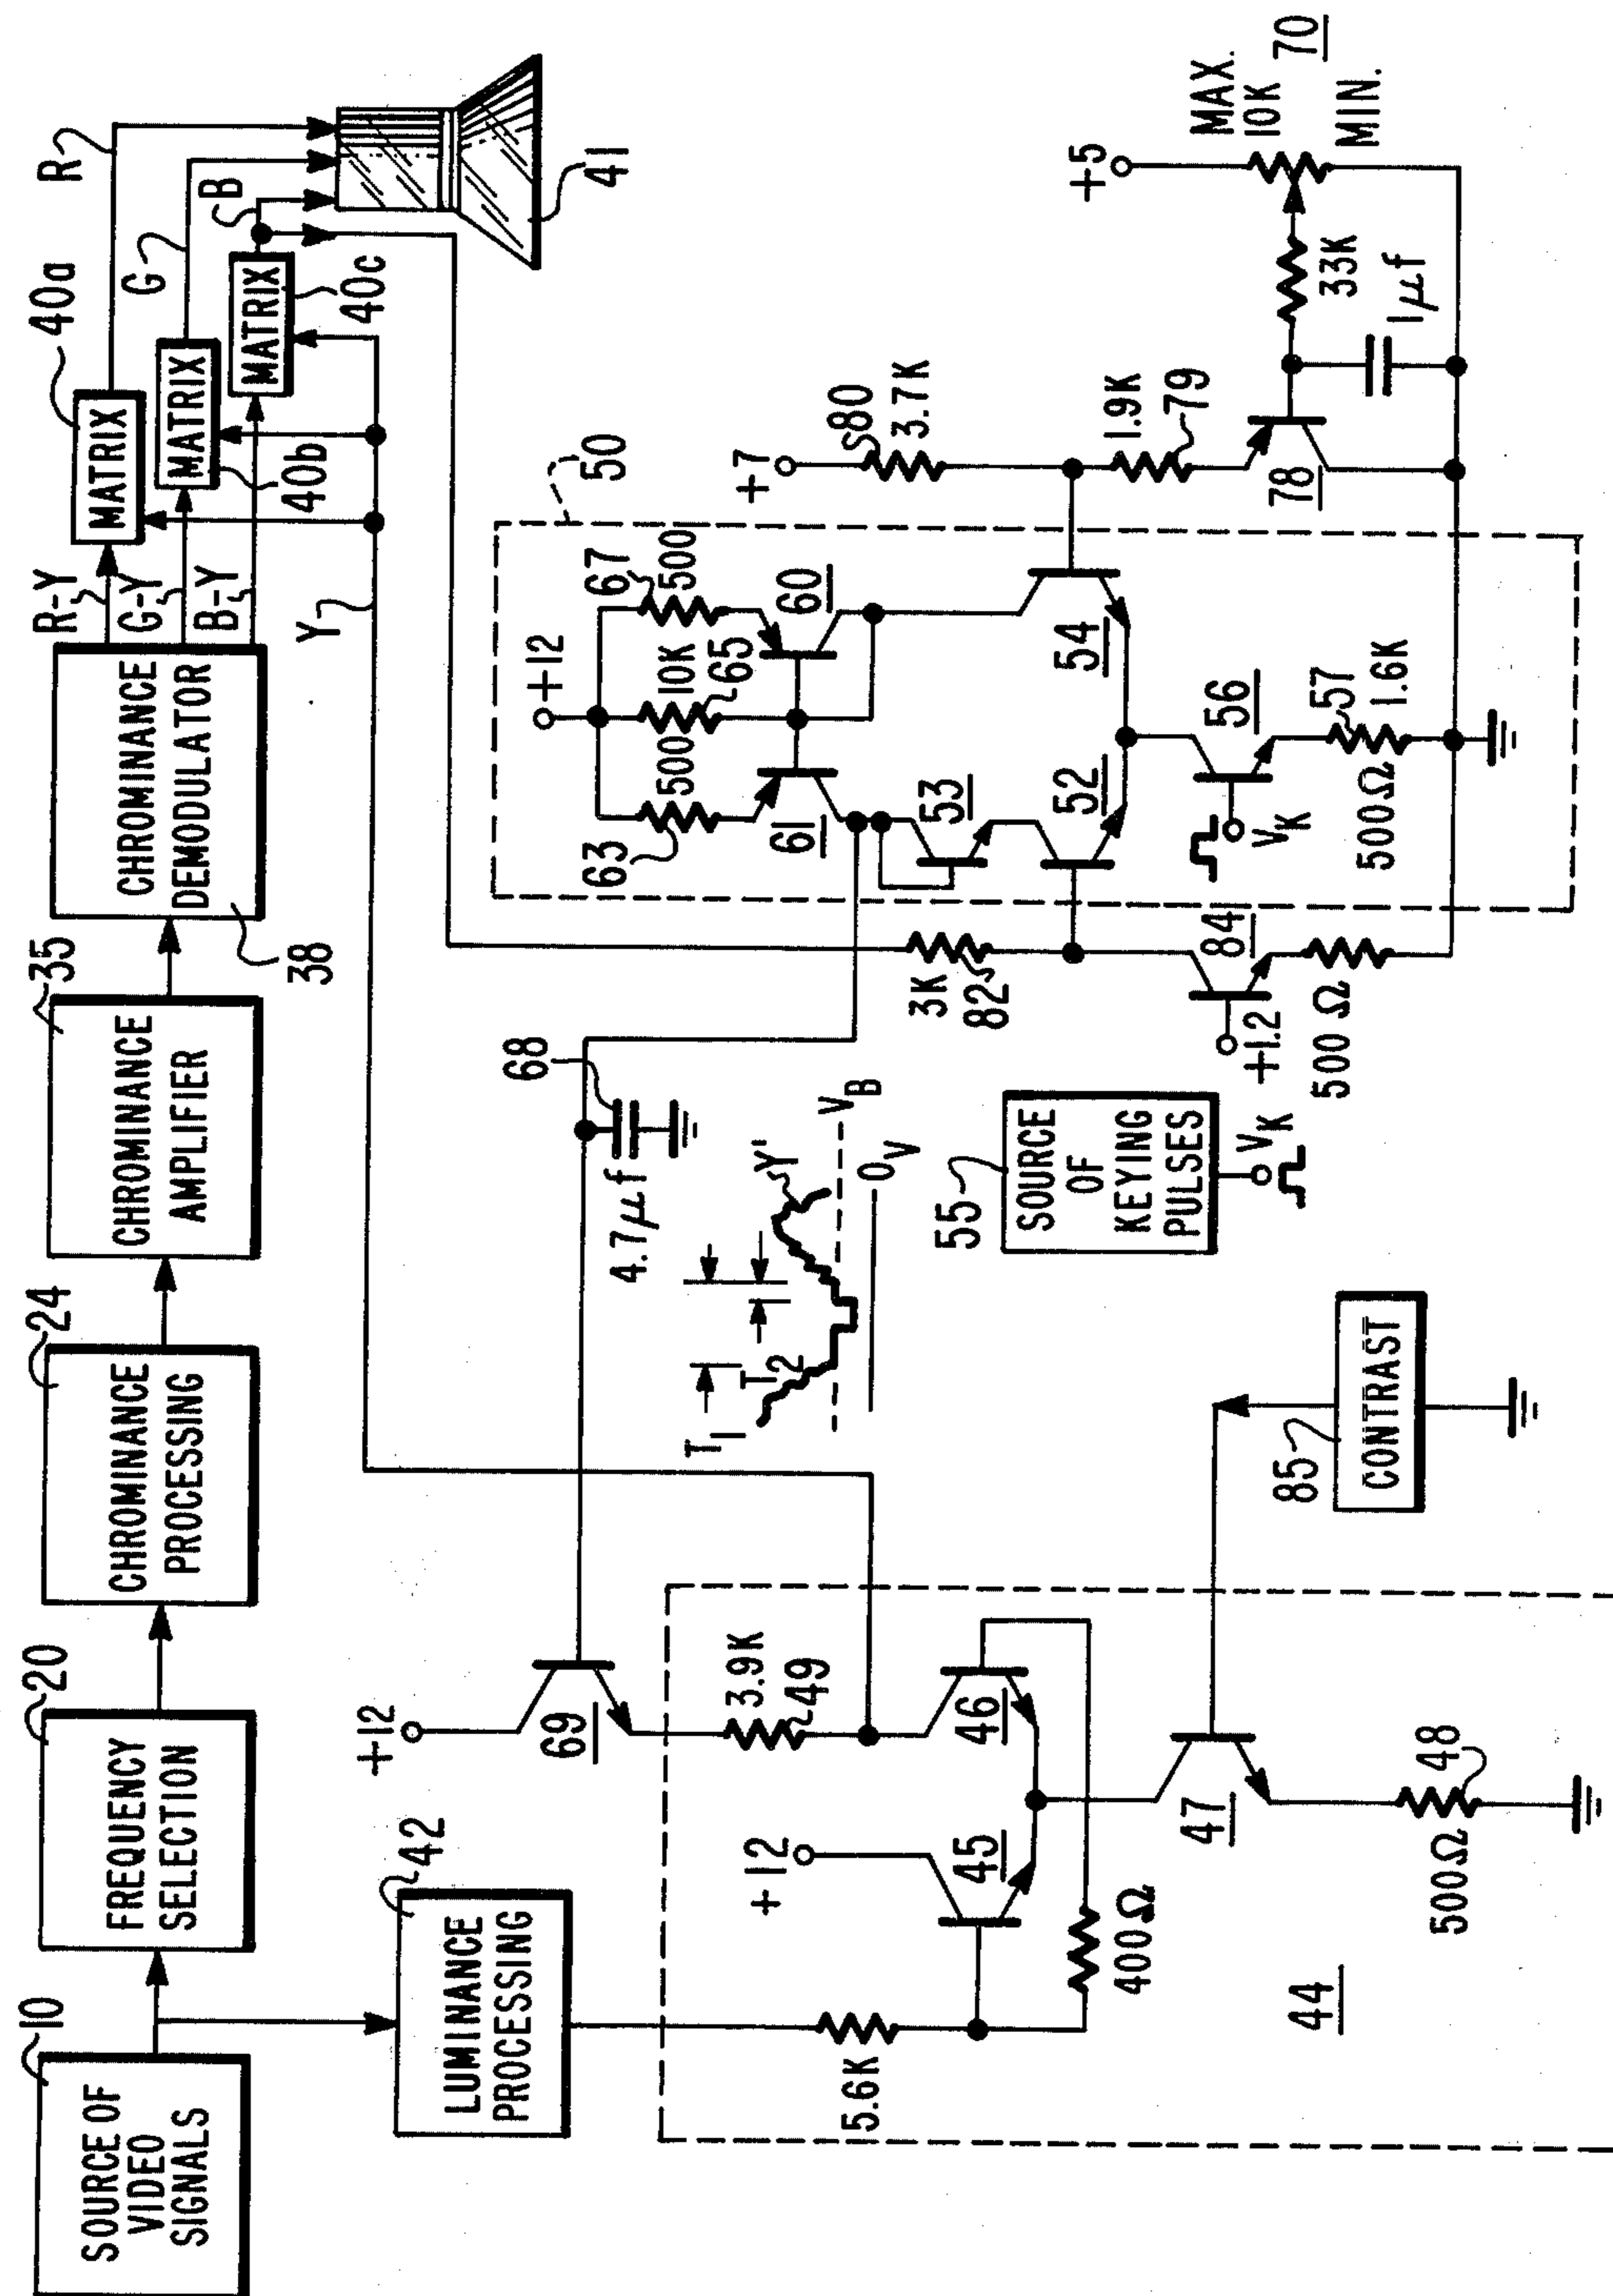 10
SOURCE OF
VIDEO
SIGNALS
20
FREQUENCY
SELECTION
24
CHROMINANCE
PROCESSING
35
CHROMINANCE
AMPLIFIER
CHROMINANCE
DEMODULATOR
38
R-Y
G-Y
B-Y
Y
40a
MATRIX
MATRIX
40b
MATRIX
40c
R
G
B
41
42
LUMINANCE
PROCESSING
+12
69
3.9K
49
+12
45
46
5.6K
400Ω
47
48
500Ω
44
68
4.7μf
T1
T2
Y'
VB
0V
55
SOURCE
OF
KEYING
PULSES
VK
85
CONTRAST
50
+12
63
500
10K
65
67
500
61
60
53
52
54
56
VK
57
1.6K
500Ω
3K
82
84
+1.2
500Ω
+7
80
3.7K
1.9K
79
78
+5
MAX.
10K
MIN.
70
33K
1μf